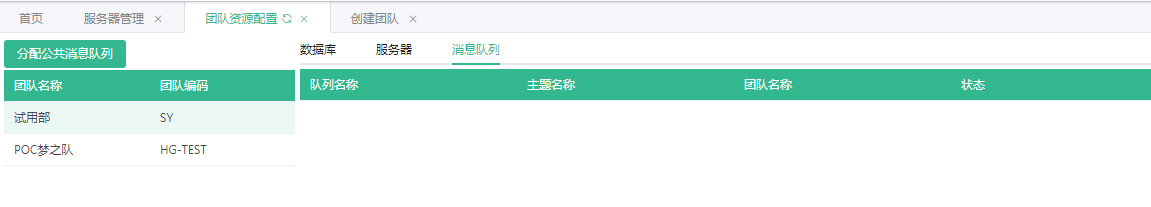 首页 服务器管理 团队资源配置 创建团队
分配公共消息队列
数据库 服务器 消息队列
团队名称 团队编码
试用部 SY
POC梦之队 HG-TEST
队列名称 主题名称 团队名称 状态